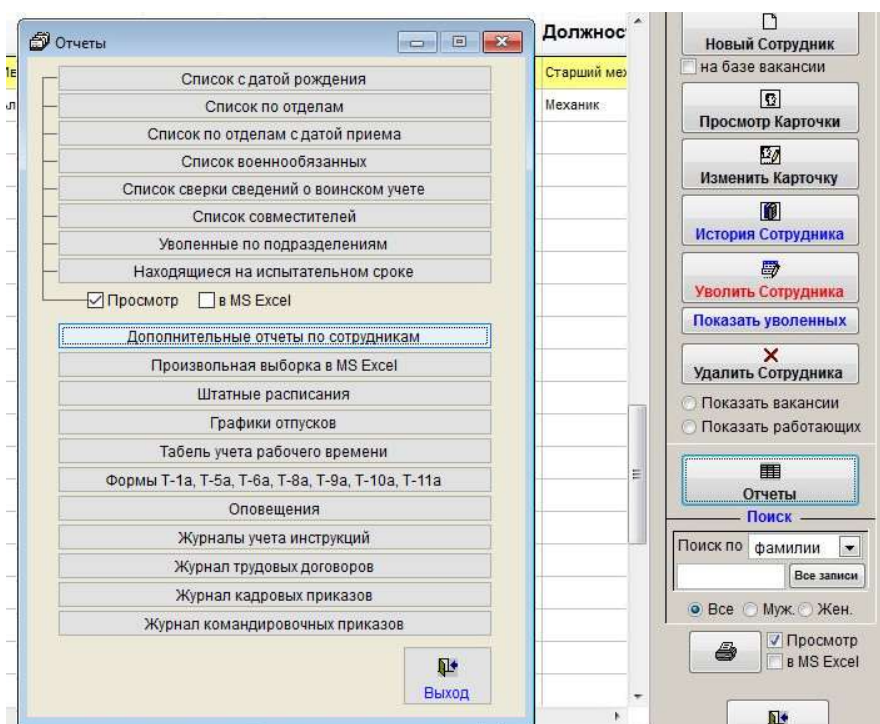 Отчеты
Список с датой рождения
Список по отделам
Список по отделам с датой приема
Список военнообязанных
Список сверки сведений о воинском учете
Список совместителей
Уволенные по подразделениям
Находящиеся на испытательном сроке
Просмотр в MS Excel
Дополнительные отчеты по сотрудникам
Произвольная выборка в MS Excel
Штатные расписания
Графики отпусков
Табель учета рабочего времени
Формы Т-1а, Т-5а, Т-6а, Т-8а, Т-9а, Т-10а, Т-11а
Оповещения
Журналы учета инструкций
Журнал трудовых договоров
Журнал кадровых приказов
Журнал командировочных приказов
Выход
Должнос
Старший мех
Механик
Новый Сотрудник
на базе вакансии
Просмотр Карточки
Изменить Карточку
История Сотрудника
Уволить Сотрудника
Показать уволенных
Удалить Сотрудника
Показать вакансии
Показать работающих
Отчеты
Поиск
Поиск по фамилии
Все записи
Все Муж. Жен.
Просмотр
в MS Excel